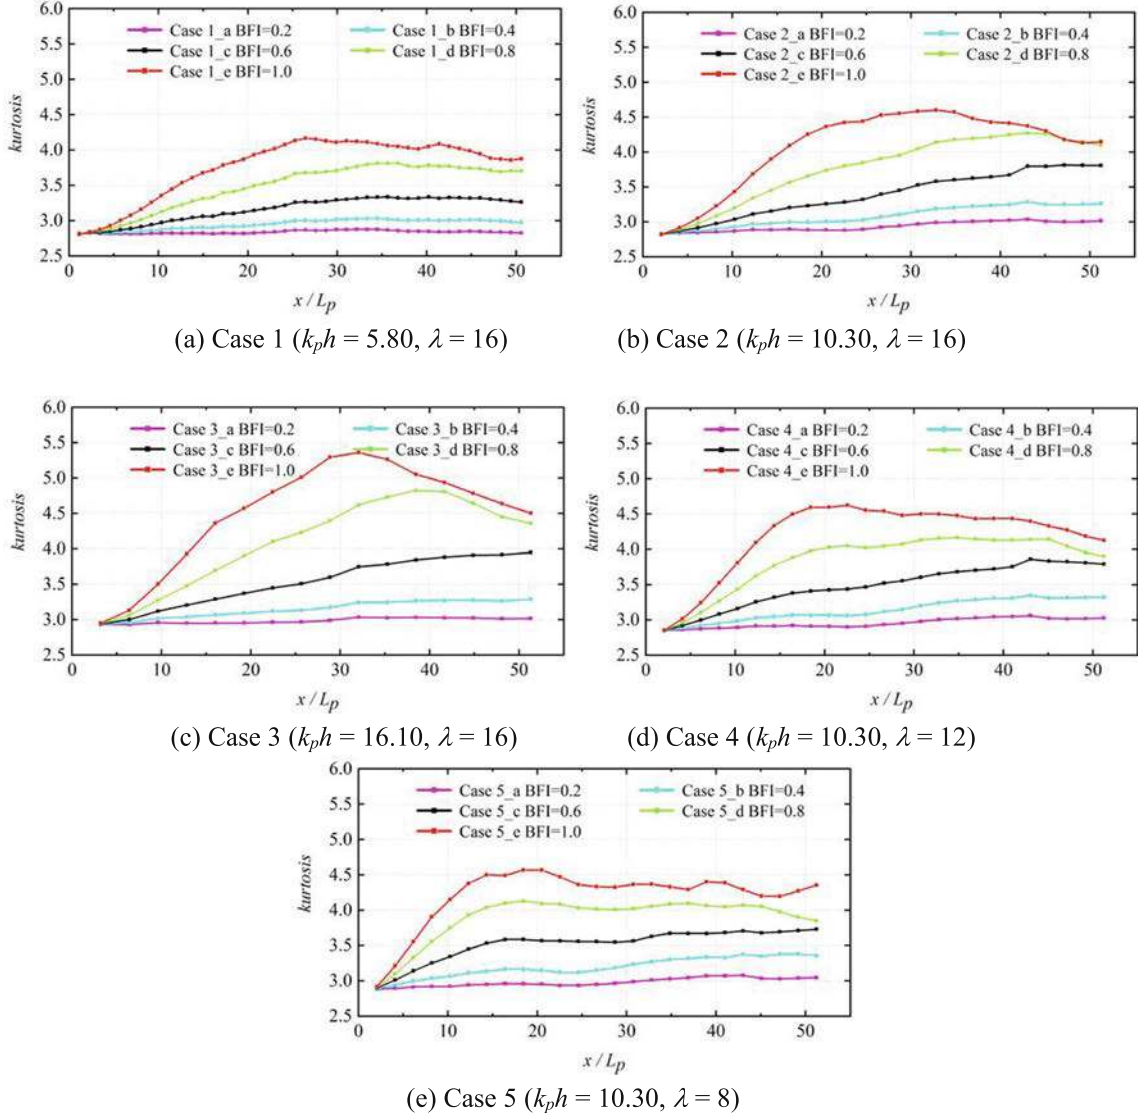 6.0
5.5
5.0
4.5
4.0
3.5
3.0
2.5
kurtosis
Case 1_a BFI=0.2 Case 1_b BFI=0.4
Case 1_c BFI=0.6 Case 1_d BFI=0.8
Case 1_e BFI=1.0
0 10 20 30 40 50
x / Lp
(a) Case 1 (kph = 5.80, λ = 16)
6.0
5.5
5.0
4.5
4.0
3.5
3.0
2.5
kurtosis
Case 2_a BFI=0.2 Case 2_b BFI=0.4
Case 2_c BFI=0.6 Case 2_d BFI=0.8
Case 2_e BFI=1.0
0 10 20 30 40 50
x / Lp
(b) Case 2 (kph = 10.30, λ = 16)
6.0
5.5
5.0
4.5
4.0
3.5
3.0
2.5
kurtosis
Case 3_a BFI=0.2 Case 3_b BFI=0.4
Case 3_c BFI=0.6 Case 3_d BFI=0.8
Case 3_e BFI=1.0
0 10 20 30 40 50
x / Lp
(c) Case 3 (kph = 16.10, λ = 16)
6.0
5.5
5.0
4.5
4.0
3.5
3.0
2.5
kurtosis
Case 4_a BFI=0.2 Case 4_b BFI=0.4
Case 4_c BFI=0.6 Case 4_d BFI=0.8
Case 4_e BFI=1.0
0 10 20 30 40 50
x / Lp
(d) Case 4 (kph = 10.30, λ = 12)
6.0
5.5
5.0
4.5
4.0
3.5
3.0
2.5
kurtosis
Case 5_a BFI=0.2 Case 5_b BFI=0.4
Case 5_c BFI=0.6 Case 5_d BFI=0.8
Case 5_e BFI=1.0
0 10 20 30 40 50
x / Lp
(e) Case 5 (kph = 10.30, λ = 8)